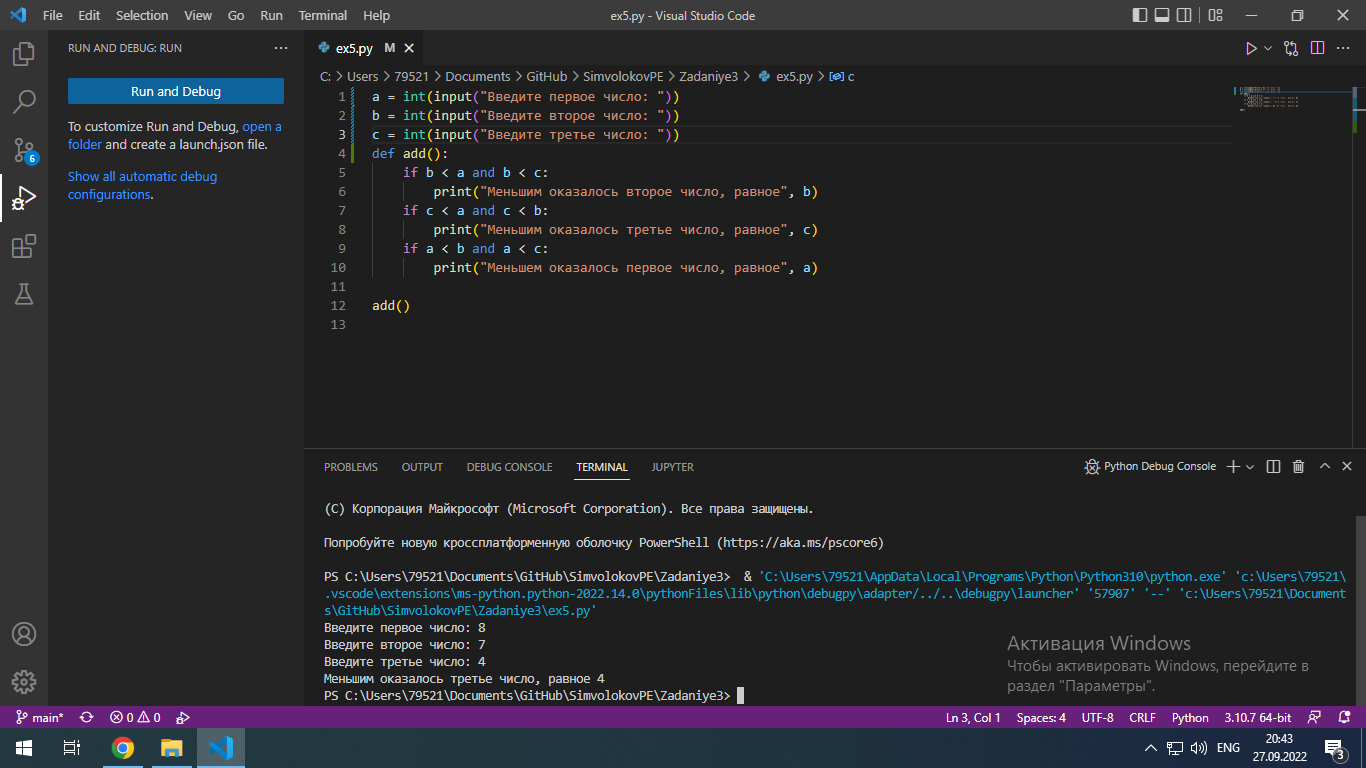 File Edit Selection View Go Run Terminal Help ex5.py - Visual Studio Code
RUN AND DEBUG: RUN ...
ex5.py M
C: > Users > 79521 > Documents > GitHub > SimvolokovPE > Zadaniye3 > ex5.py > c
Run and Debug
To customize Run and Debug, open a
folder and create a launch.json file.
Show all automatic debug
configurations.
6
1 a = int(input("Введите первое число: "))
2 b = int(input("Введите второе число: "))
3 c = int(input("Введите третье число: "))
4 def add():
5 if b < a and b < c:
6 print("Меньшим оказалось второе число, равное", b)
7 if c < a and c < b:
8 print("Меньшим оказалось третье число, равное", c)
9 if a < b and a < c:
10 print("Меньшем оказалось первое число, равное", a)
11
12 add()
13
PROBLEMS OUTPUT DEBUG CONSOLE TERMINAL JUPYTER Python Debug Console
(C) Корпорация Майкрософт (Microsoft Corporation). Все права защищены.
Попробуйте новую кроссплатформенную оболочку PowerShell (https://aka.ms/pscore6)
PS C:\Users\79521\Documents\GitHub\SimvolokovPE\Zadaniye3> & 'C:\Users\79521\AppData\Local\Programs\Python\Python310\python.exe' 'c:\Users\79521\
.vscode\extensions\ms-python.python-2022.14.0\pythonFiles\lib\python\debugpy\adapter/../..\debugpy\launcher' '57907' '--' 'c:\Users\79521\Document
s\GitHub\SimvolokovPE\Zadaniye3\ex5.py'
Введите первое число: 8
Введите второе число: 7
Введите третье число: 4
Меньшим оказалось третье число, равное 4
PS C:\Users\79521\Documents\GitHub\SimvolokovPE\Zadaniye3>
Активация Windows
Чтобы активировать Windows, перейдите в
раздел "Параметры".
main* 0 0 Ln 3, Col 1 Spaces: 4 UTF-8 CRLF Python 3.10.7 64-bit
ENG 20:43
27.09.2022
3